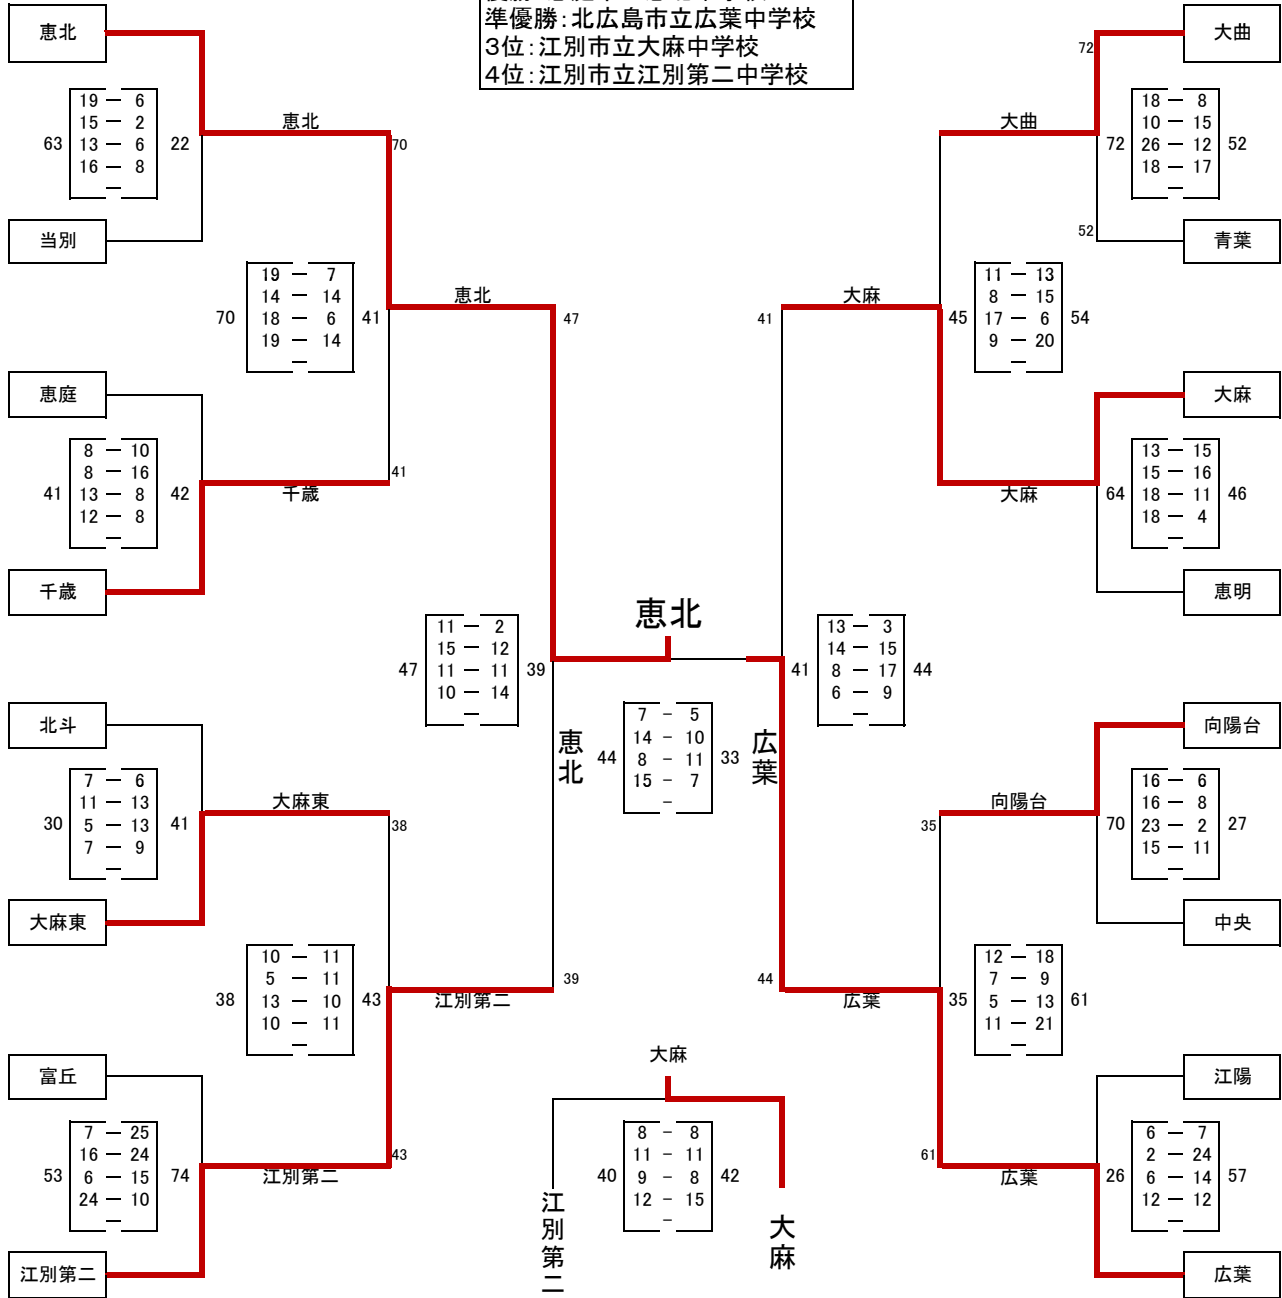 準優勝：北広島市立広葉中学校
3位：江別市立大麻中学校
4位：江別市立江別第二中学校
恵北
19 － 6
15 － 2
63 13 － 6 22
16 － 8
－
当別
恵北
70
恵庭
8 － 10
8 － 16
41 13 － 8 42
12 － 8
－
千歳
千歳
41
19 － 7
14 － 14
70 18 － 6 41
19 － 14
－
恵北
47
北斗
7 － 6
11 － 13
30 5 － 13 41
7 － 9
－
大麻東
大麻東
38
富丘
7 － 25
16 － 24
53 6 － 15 74
24 － 10
－
江別第二
江別第二
43
10 － 11
5 － 11
38 13 － 10 43
10 － 11
－
江別第二
39
11 － 2
15 － 12
47 11 － 11 39
10 － 14
－
恵北
恵北
7 - 5
14 - 10
44 8 - 11 33
15 - 7
-
広葉
大曲
72
18 － 8
10 － 15
72 26 － 12 52
18 － 17
－
52
青葉
大曲
大麻
13 － 15
15 － 16
64 18 － 11 46
18 － 4
－
恵明
大麻
11 － 13
8 － 15
45 17 － 6 54
9 － 20
－
大麻
41
向陽台
16 － 6
16 － 8
70 23 － 2 27
15 － 11
－
中央
向陽台
35
江陽
6 － 7
2 － 24
26 6 － 14 57
12 － 12
－
広葉
広葉
61
12 － 18
7 － 9
35 5 － 13 61
11 － 21
－
広葉
44
13 － 3
14 － 15
41 8 － 17 44
6 － 9
－
大麻
8 - 8
11 - 11
40 9 - 8 42
12 - 15
-
江別第二
大麻